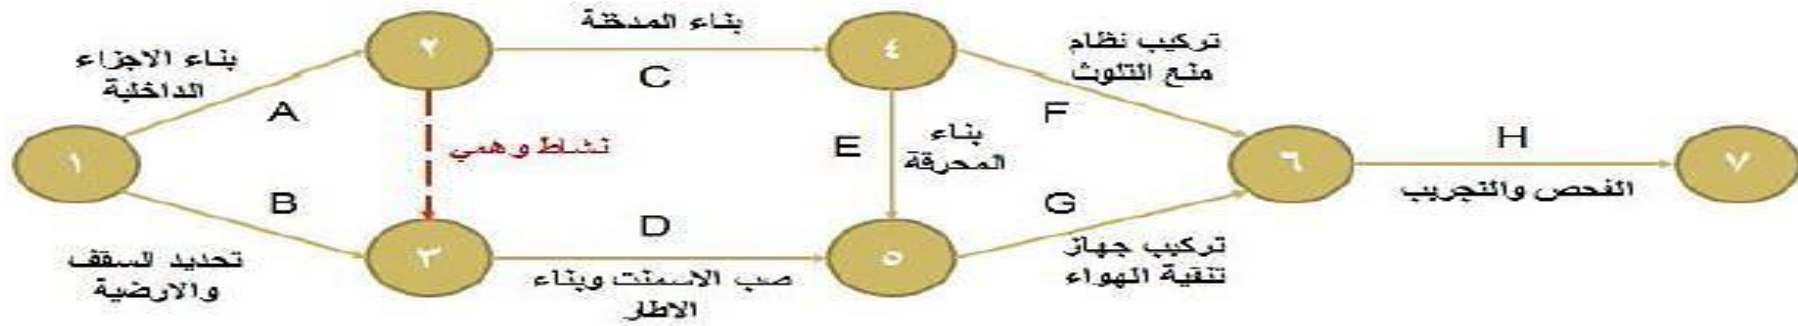 بناء الاجزاء
الداخلية
A
١
B
تحديد السقف
والارضية
٢
نشاط وهمي
٣
بناء المدخنة
C
D
صب الاسمنت وبناء
الاطار
٤
E
بناء
المحرقة
٥
تركيب نظام
منع التلوث
F
G
تركيب جهاز
تنقية الهواء
٦
H
الفحص والتجريب
٧